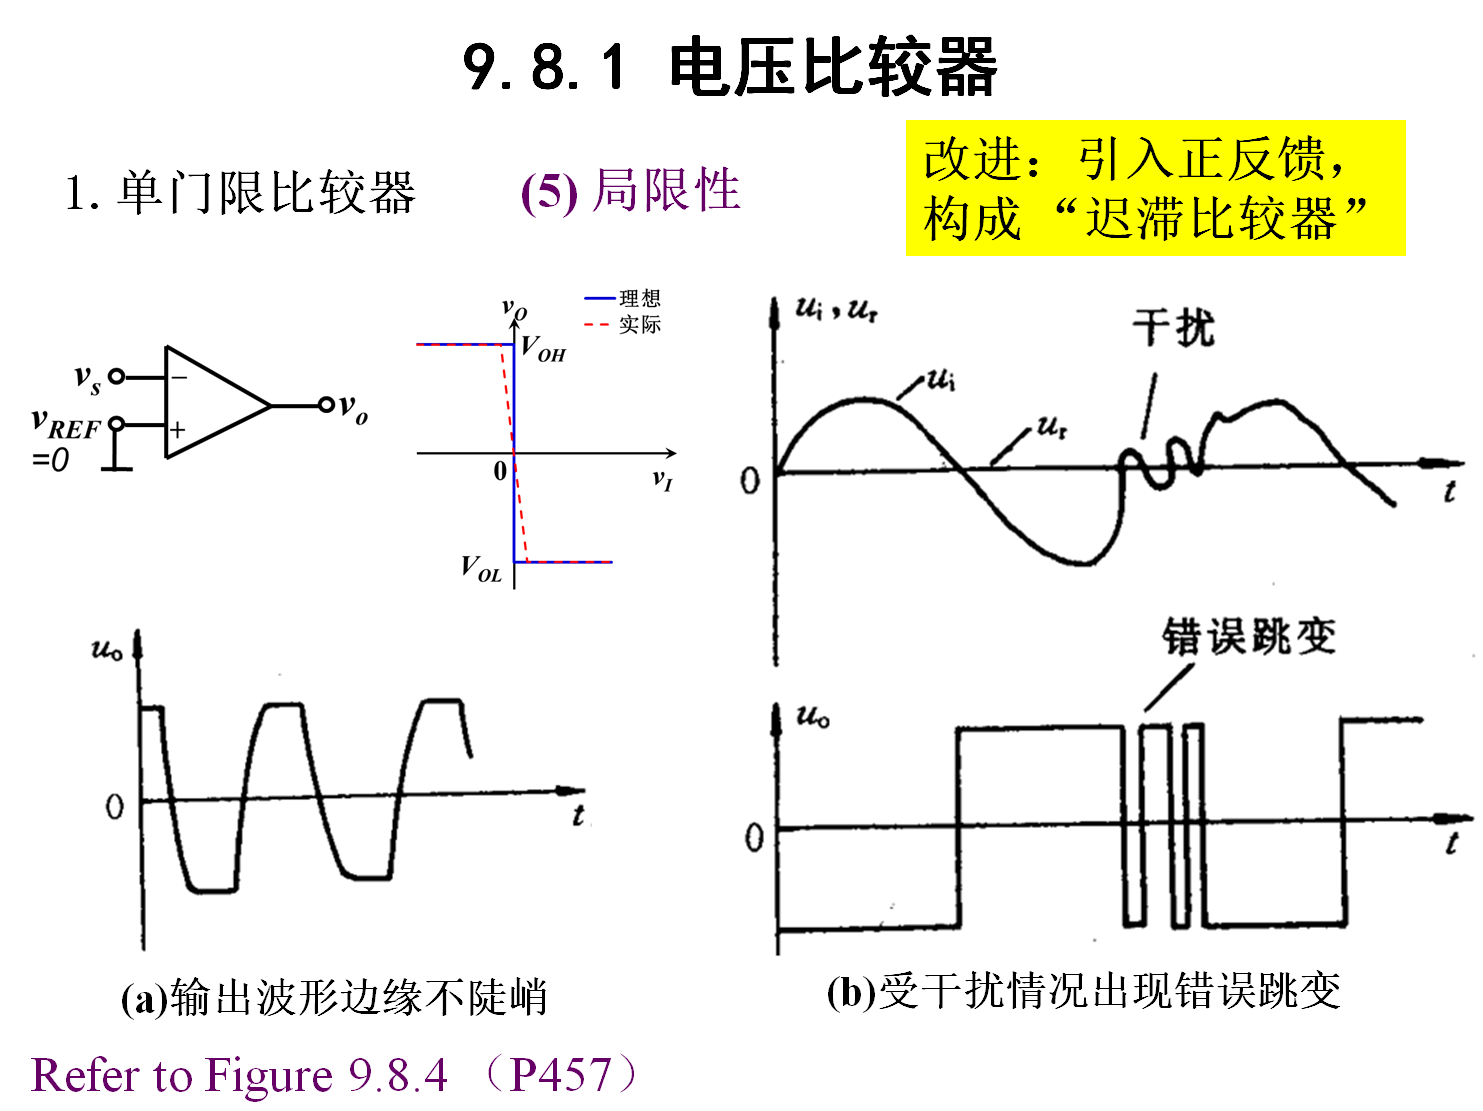 9.8.1 电压比较器
1. 单门限比较器
(5) 局限性
改进：引入正反馈，
构成“迟滞比较器”
vs
vREF
=0
−
+
vo
vO
理想
实际
VOH
0
vI
VOL
ui,ur
干扰
ui
ur
0
t
uo
0
t
错误跳变
uo
0
t
(a)输出波形边缘不陡峭
(b)受干扰情况出现错误跳变
Refer to Figure 9.8.4（P457）